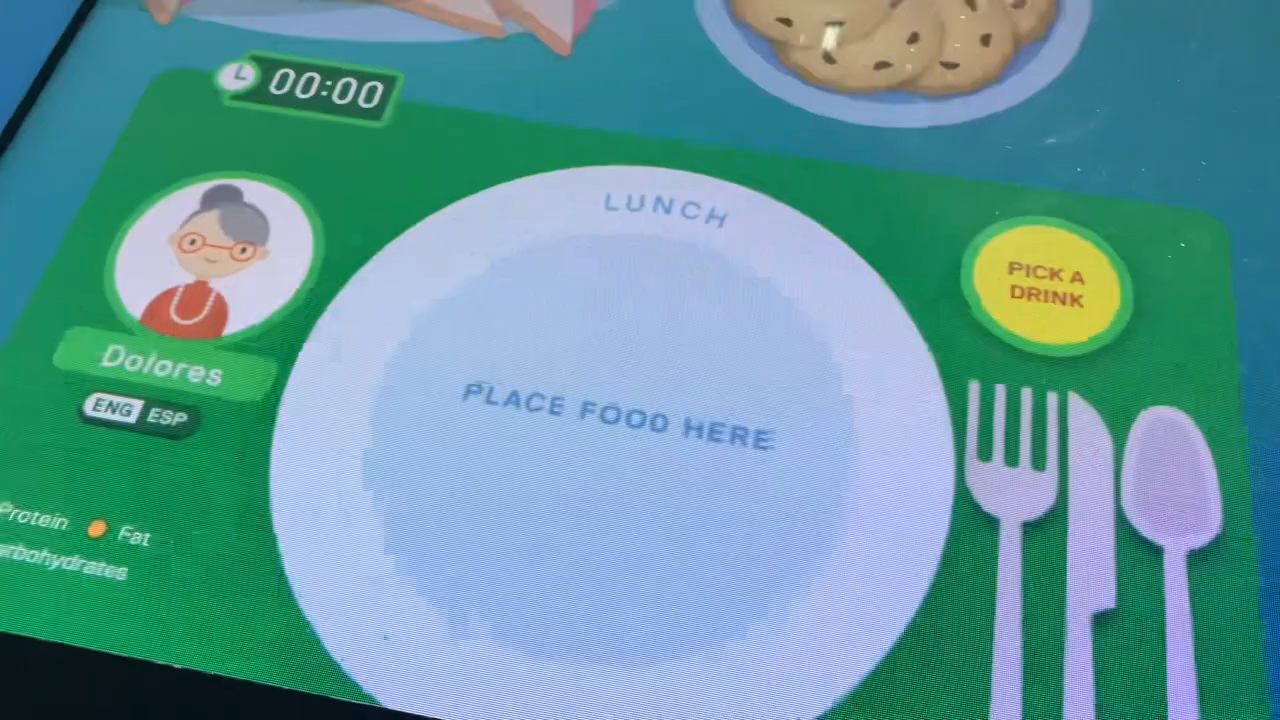 00:00
LUNCH
PICK A
DRINK
Dolores
ENG ESP
PLACE FOOD HERE
Protein Fat